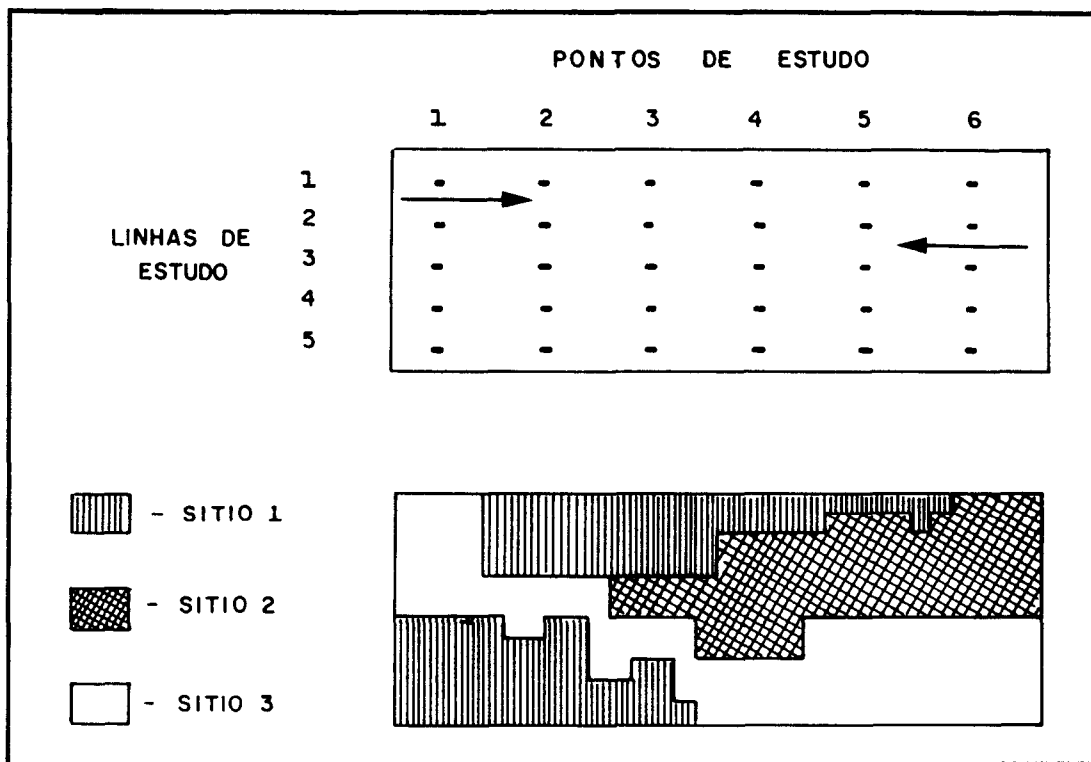 PONTOS DE ESTUDO
1 2 3 4 5 6
LINHAS DE
ESTUDO
1
2
3
4
5
- SITIO 1
- SITIO 2
- SITIO 3